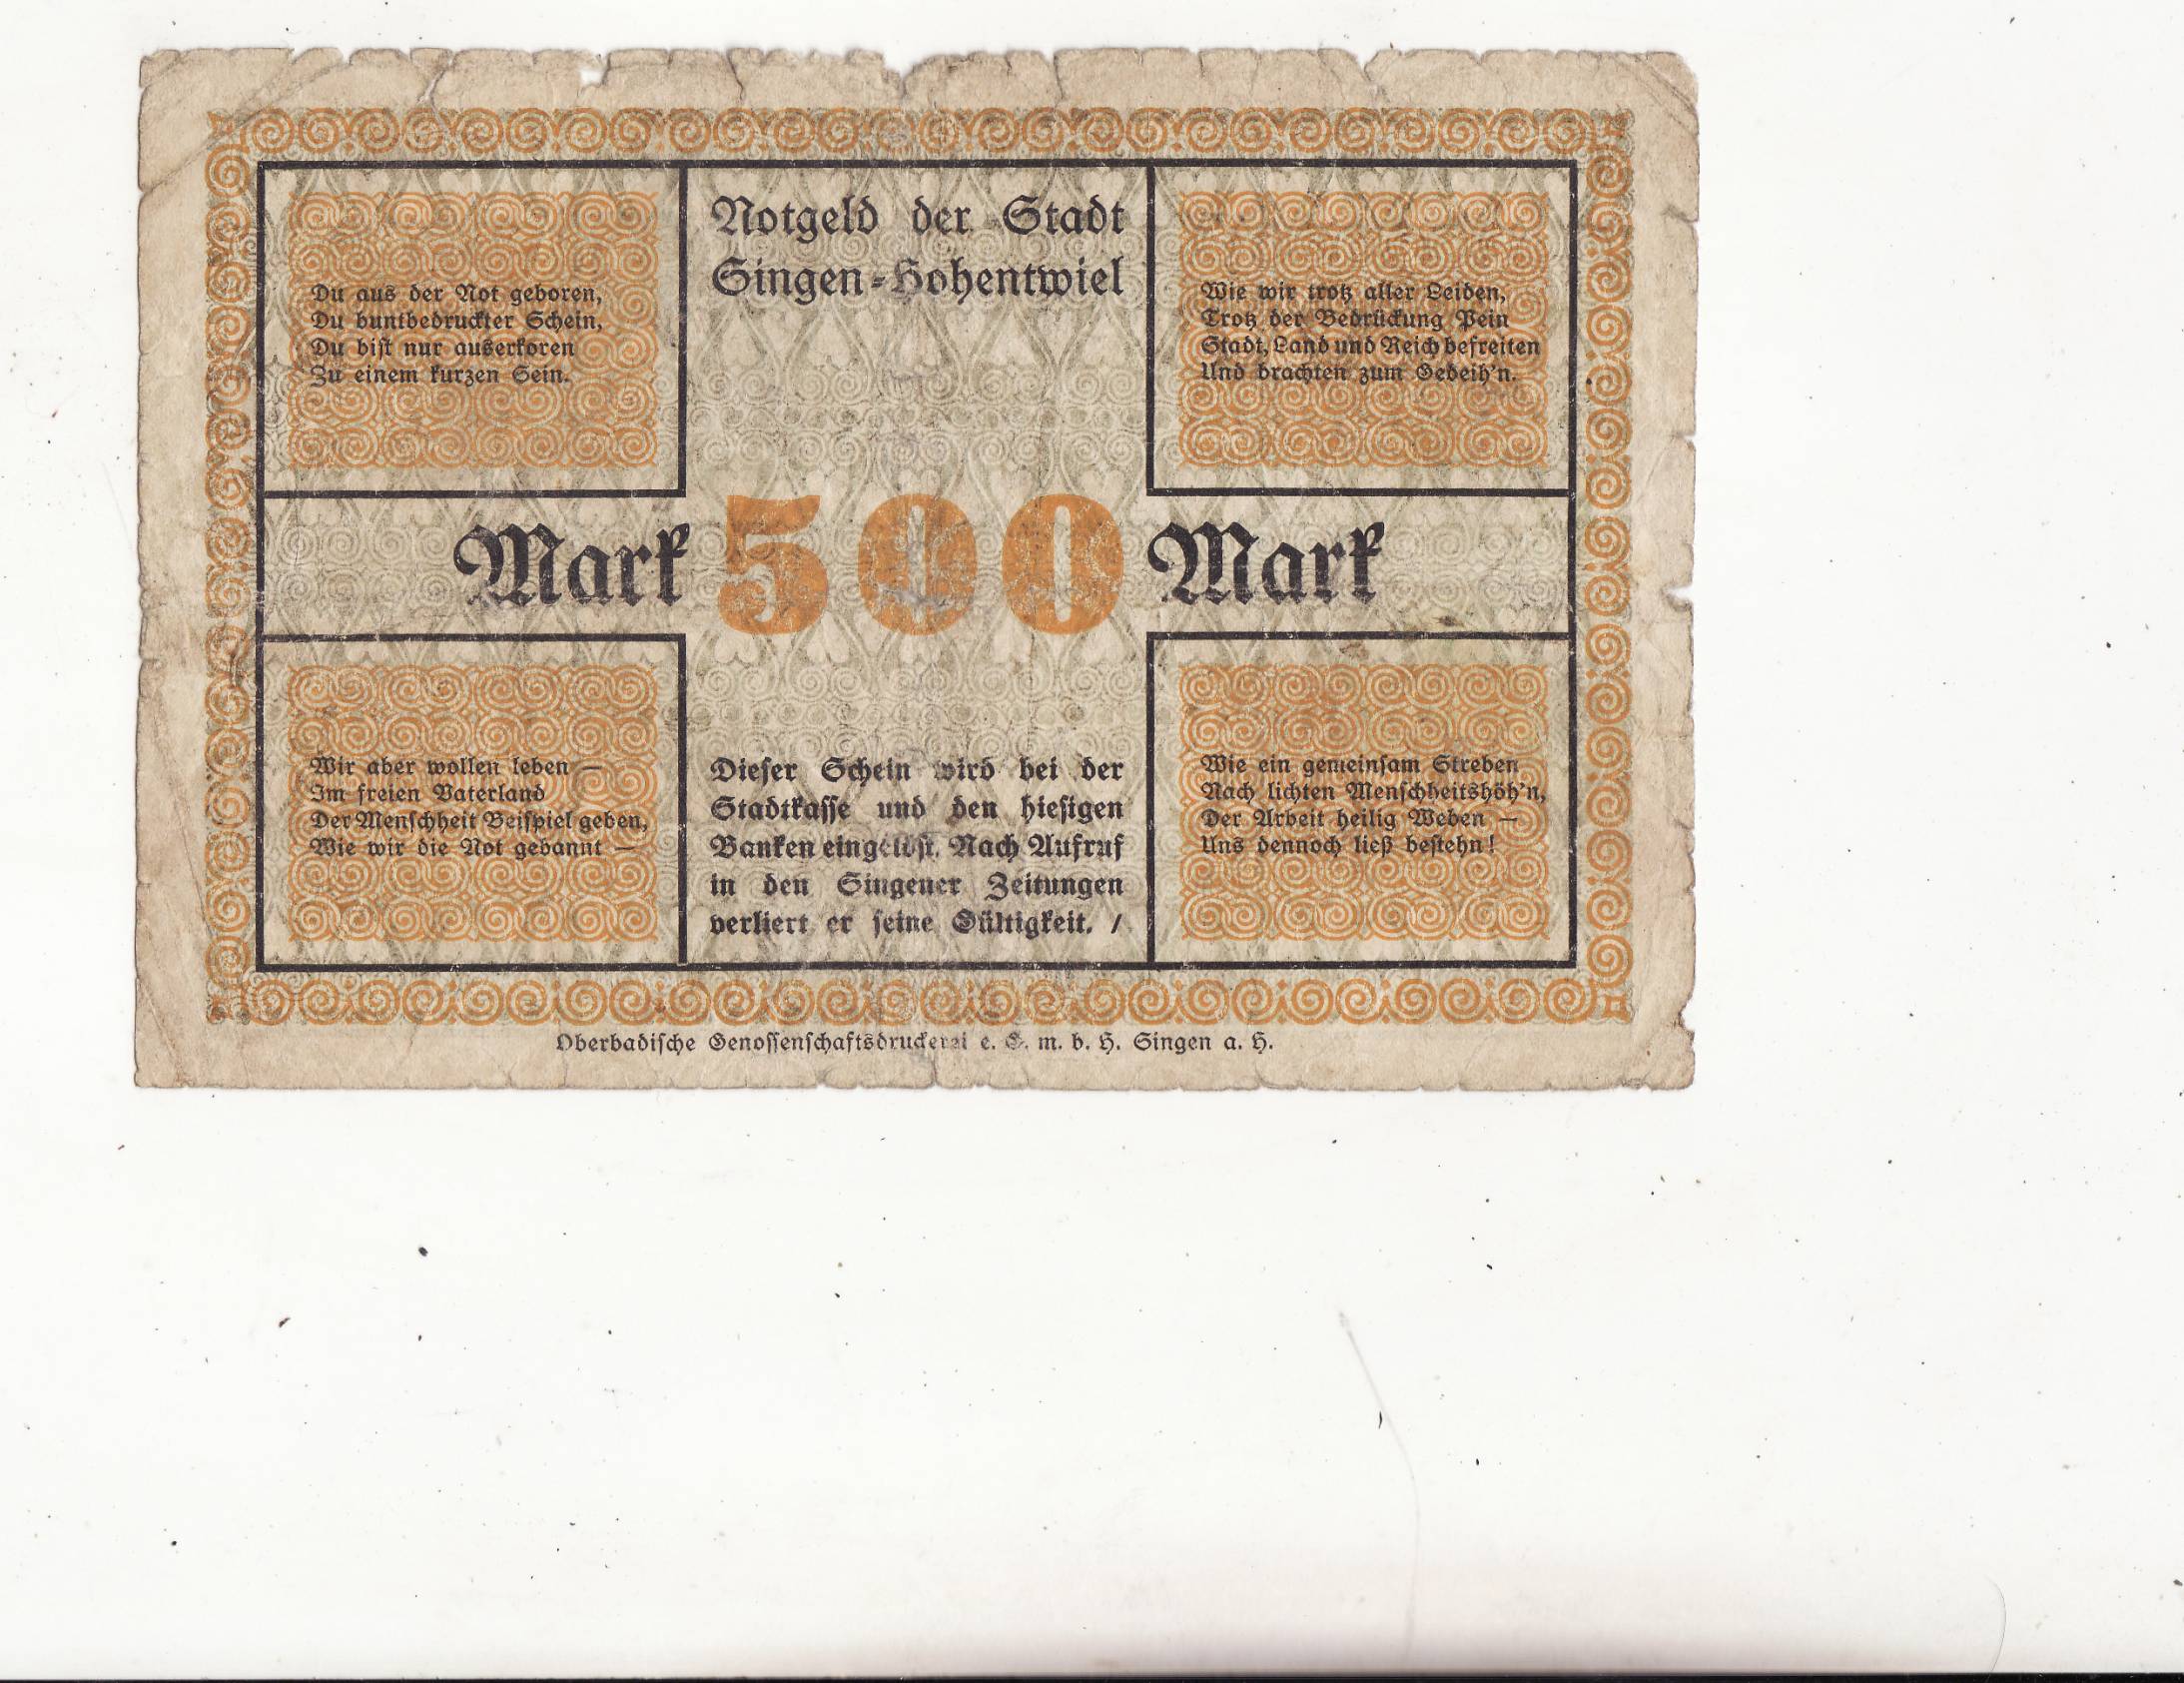 Notgeld der Stadt
Singen-Hohentwiel
Du aus der Not geboren,
Du buntbedruckter Schein,
Du bist nur auserkoren
Zu einem kurzen Sein.
Wie wir trotz aller Leiden,
Trotz der Bedrückung Pein
Stadt, Land und Reich befreiten
Und brachten zum Gedeih'n.
Mark 500 Mark
Wir aber wollen leben —
Im freien Vaterland
Der Menschheit Beispiel geben,
Wie wir die Not gebannt —
Dieser Schein wird bei der
Stadtkasse und den hiesigen
Banken eingelöst. Nach Aufruf
in den Singener Zeitungen
verliert er seine Gültigkeit. /
Wie ein gemeinsam Streben
Nach lichten Menschheitshöh'n,
Der Arbeit heilig Weben —
Uns dennoch ließ bestehn!
Oberbadische Genossenschaftsdruckerei e. G. m. b. H. Singen a. H.